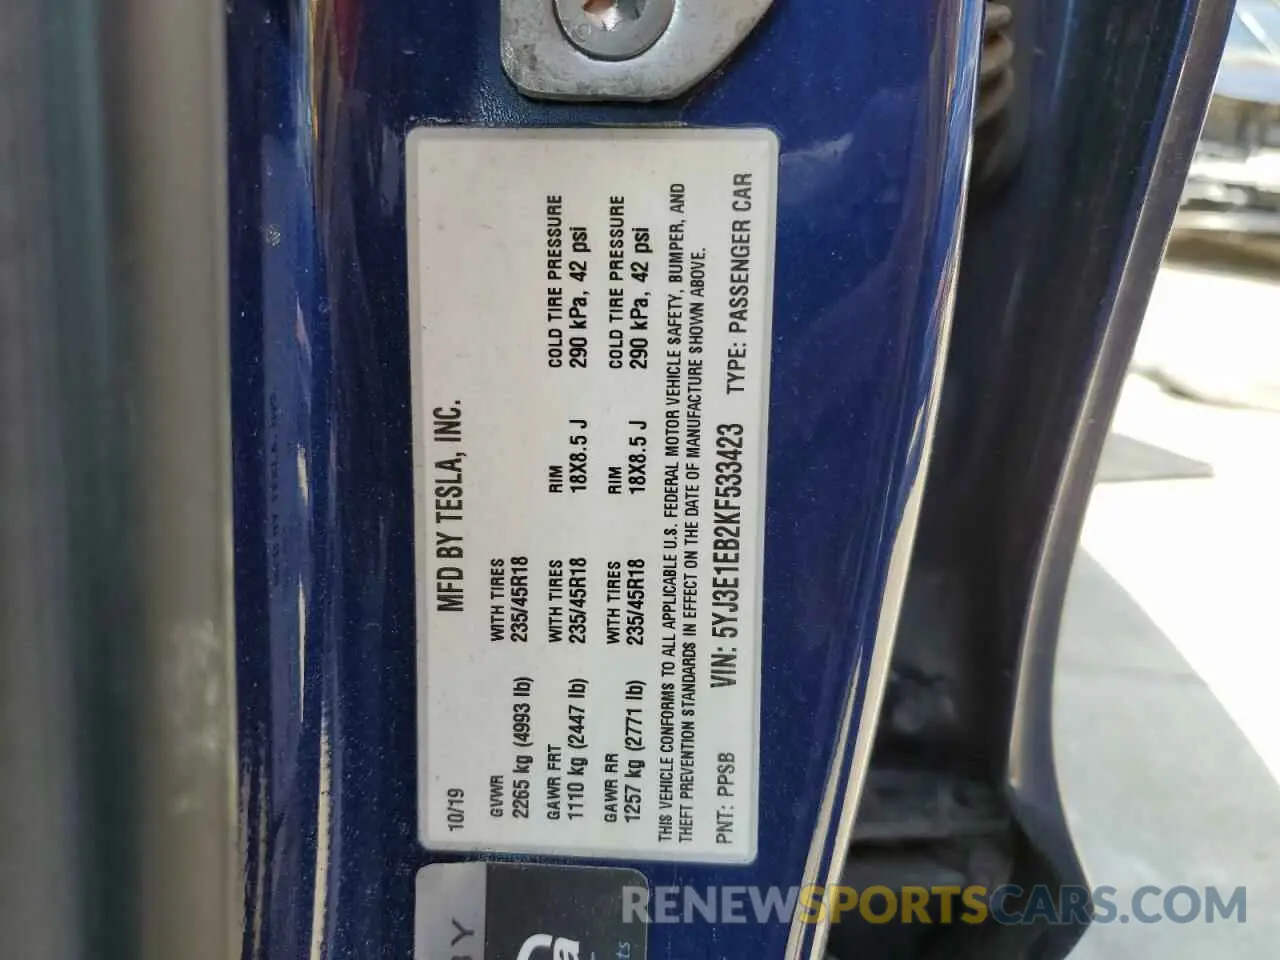 10/19 MFD BY TESLA, INC.
GVWR WITH TIRES
2265 kg (4993 lb) 235/45R18
GAWR FRT WITH TIRES RIM COLD TIRE PRESSURE
1110 kg (2447 lb) 235/45R18 18X8.5 J 290 kPa, 42 psi
GAWR RR WITH TIRES RIM COLD TIRE PRESSURE
1257 kg (2771 lb) 235/45R18 18X8.5 J 290 kPa, 42 psi
THIS VEHICLE CONFORMS TO ALL APPLICABLE U.S. FEDERAL MOTOR VEHICLE SAFETY, BUMPER, AND
THEFT PREVENTION STANDARDS IN EFFECT ON THE DATE OF MANUFACTURE SHOWN ABOVE.
PNT: PPSB VIN: 5YJ3E1EB2KF533423 TYPE: PASSENGER CAR
BY
RENEWSPORTSCARS.COM